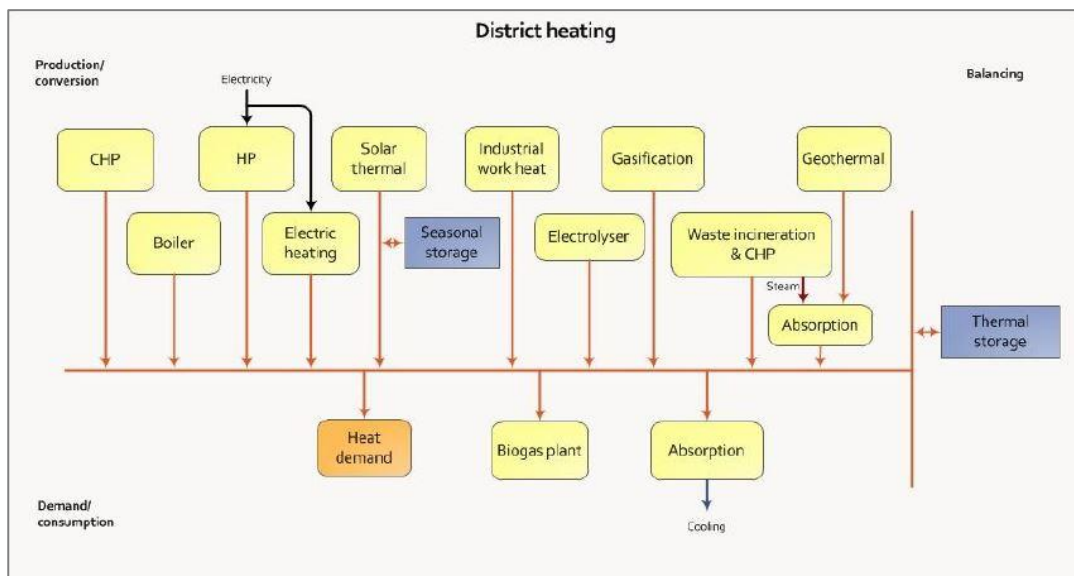 District heating
Production/
conversion
Electricity
Balancing
CHP
HP
Solar
thermal
Industrial
work heat
Gasification
Geothermal
Boiler
Electric
heating
Seasonal
storage
Electrolyser
Waste incineration
& CHP
Steam
Absorption
Thermal
storage
Heat
demand
Biogas plant
Absorption
Demand/
consumption
Cooling